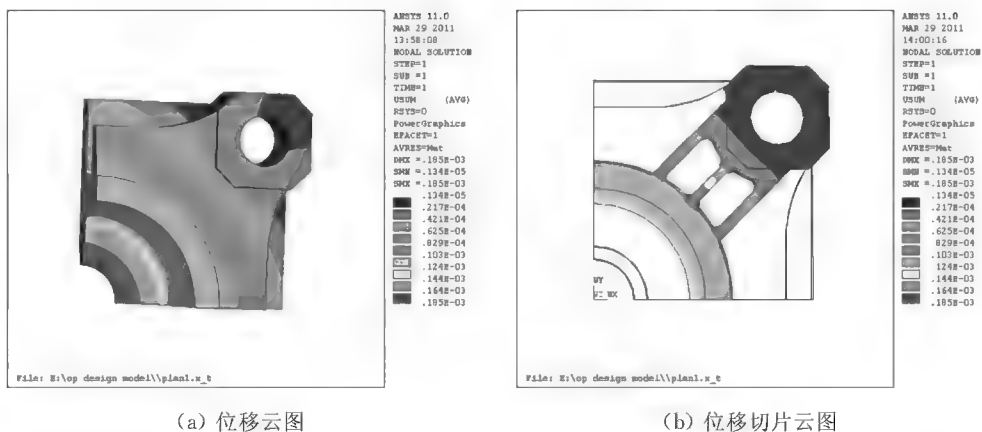 ANSYS 11.0
MAR 29 2011
13:58:08
NODAL SOLUTION
STEP=1
SUB =1
TIME=1
USUM (AVG)
RSYS=0
PowerGraphics
EFACET=1
AVRES=Mat
DMX =.185E-03
SMN =.134E-05
SMX =.185E-03
.134E-05
.217E-04
.421E-04
.625E-04
.829E-04
.103E-03
.124E-03
.144E-03
.164E-03
.185E-03
File: E:\op design model\\plan1.x_t
(a) 位移云图
ANSYS 11.0
MAR 29 2011
14:00:16
NODAL SOLUTION
STEP=1
SUB =1
TIME=1
USUM (AVG)
RSYS=0
PowerGraphics
EFACET=1
AVRES=Mat
DMX =.185E-03
SMN =.134E-05
SMX =.185E-03
.134E-05
.217E-04
.421E-04
.625E-04
.829E-04
.103E-03
.124E-03
.144E-03
.164E-03
.185E-03
File: E:\op design model\\plan1.x_t
(b) 位移切片云图